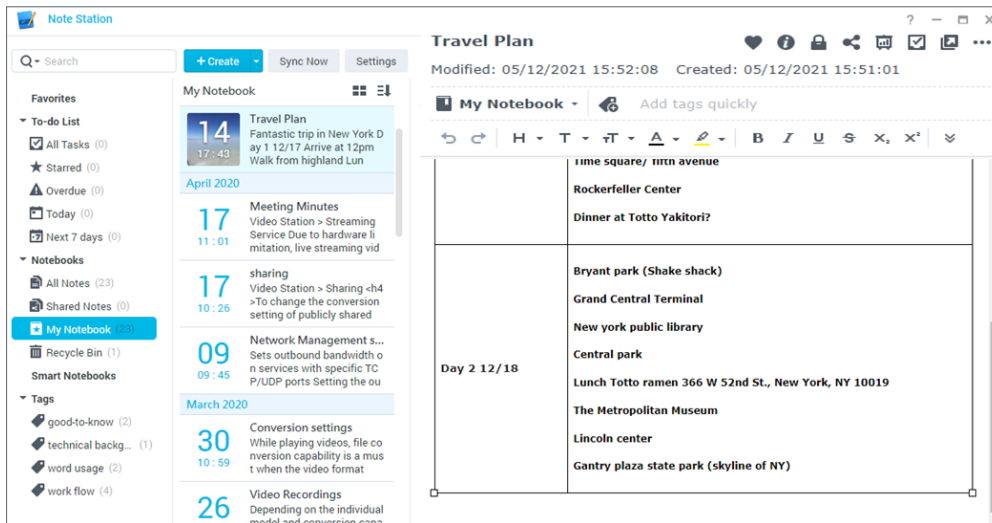 Note Station
Search
+ Create
Sync Now
Settings
Favorites
To-do List
All Tasks (0)
Starred (0)
Overdue (0)
Today (0)
Next 7 days (0)
Notebooks
All Notes (23)
Shared Notes (0)
My Notebook (23)
Recycle Bin (1)
Smart Notebooks
Tags
good-to-know (2)
technical backg... (1)
word usage (2)
work flow (4)
My Notebook
14
17:43
Travel Plan
Fantastic trip in New York D
ay 1 12/17 Arrive at 12pm
Walk from highland Lun
April 2020
17
11 : 01
Meeting Minutes
Video Station > Streaming
Service Due to hardware li
mitation, live streaming vid
17
10 : 26
sharing
Video Station > Sharing <h4
>To change the conversion
setting of publicly shared
09
09 : 45
Network Management s...
Sets outbound bandwidth o
n services with specific TC
P/UDP ports Setting the ou
March 2020
30
10 : 59
Conversion settings
While playing videos, file co
nversion capability is a mus
t when the video format
26
Video Recordings
Depending on the individual
model and conversion capa
Travel Plan
Modified: 05/12/2021 15:52:08 Created: 05/12/2021 15:51:01
My Notebook
Add tags quickly
H T тT A B I U S X₂ X²
Time square/ fifth avenue
Rockerfeller Center
Dinner at Totto Yakitori?
Day 2 12/18
Bryant park (Shake shack)
Grand Central Terminal
New york public library
Central park
Lunch Totto ramen 366 W 52nd St., New York, NY 10019
The Metropolitan Museum
Lincoln center
Gantry plaza state park (skyline of NY)